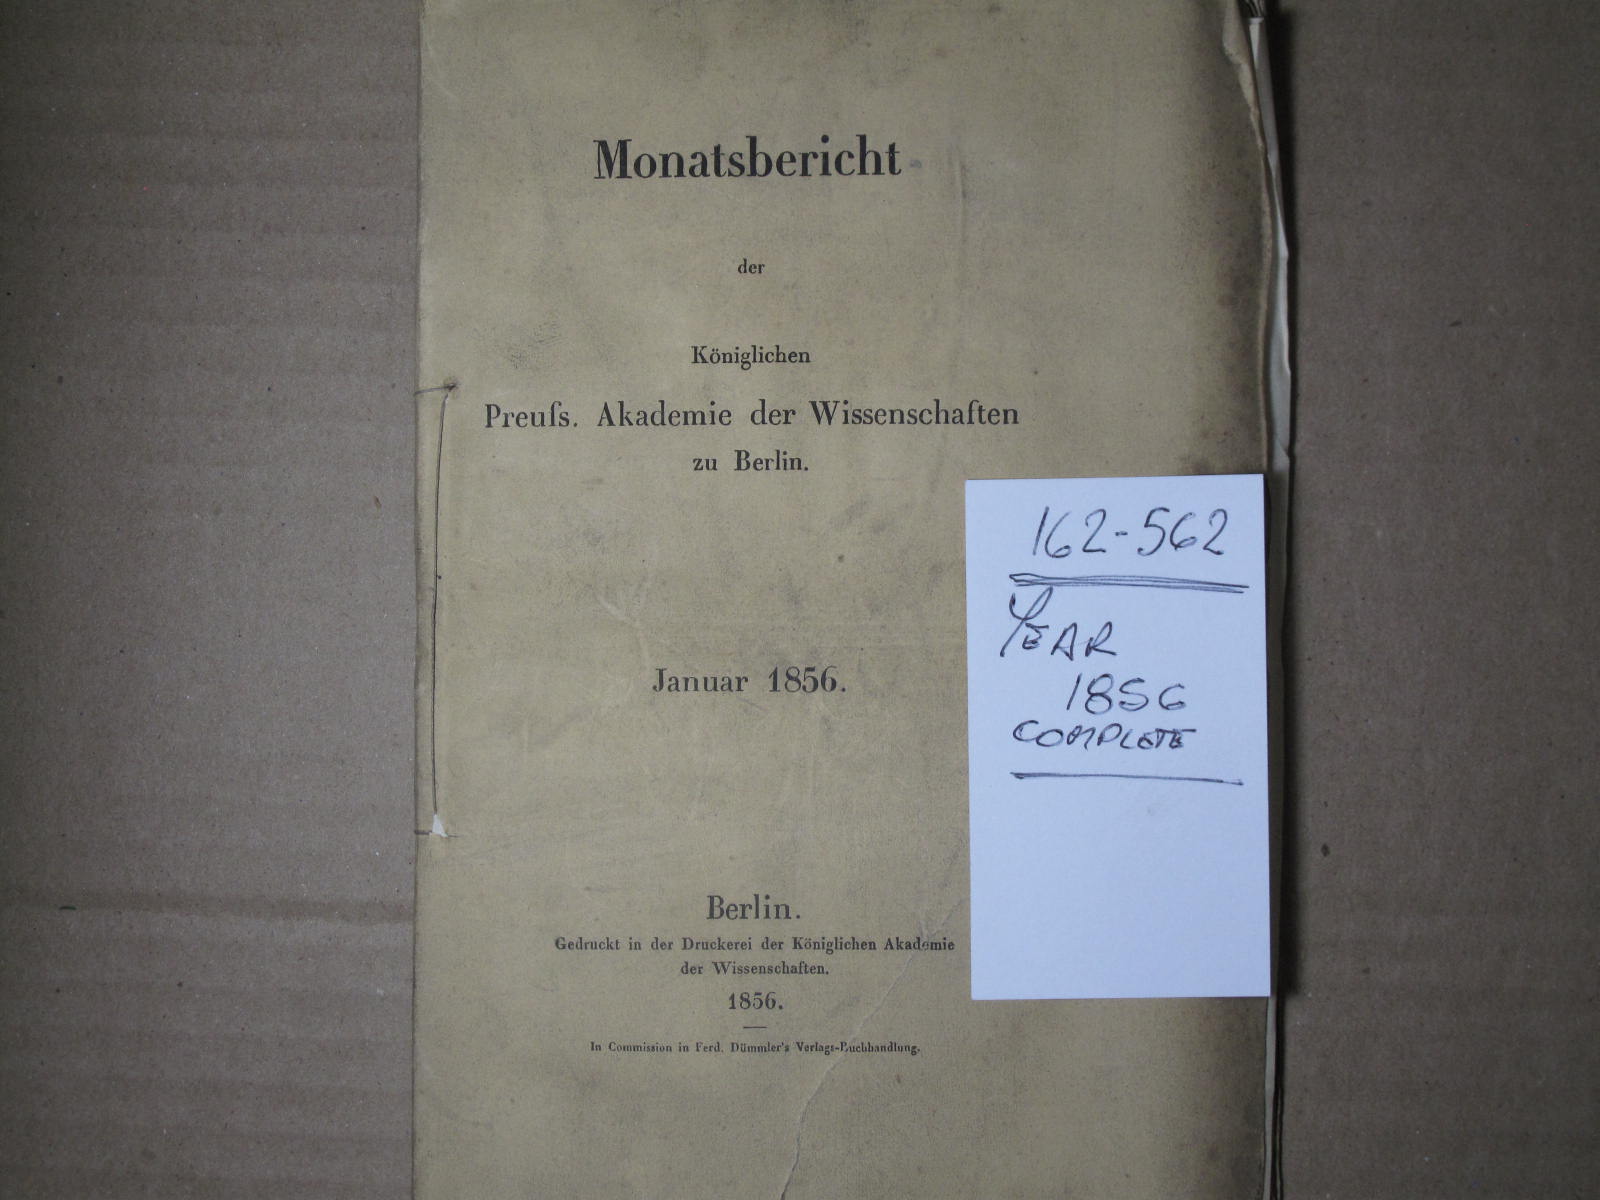 Monatsbericht
der
Königlichen
Preuſs. Akademie der Wissenschaften
zu Berlin.
Januar 1856.
Berlin.
Gedruckt in der Druckerei der Königlichen Akademie
der Wissenschaften.
1856.
In Commission in Ferd. Dümmler's Verlags-Buchhandlung.
162-562
YEAR
1856
COMPLETE